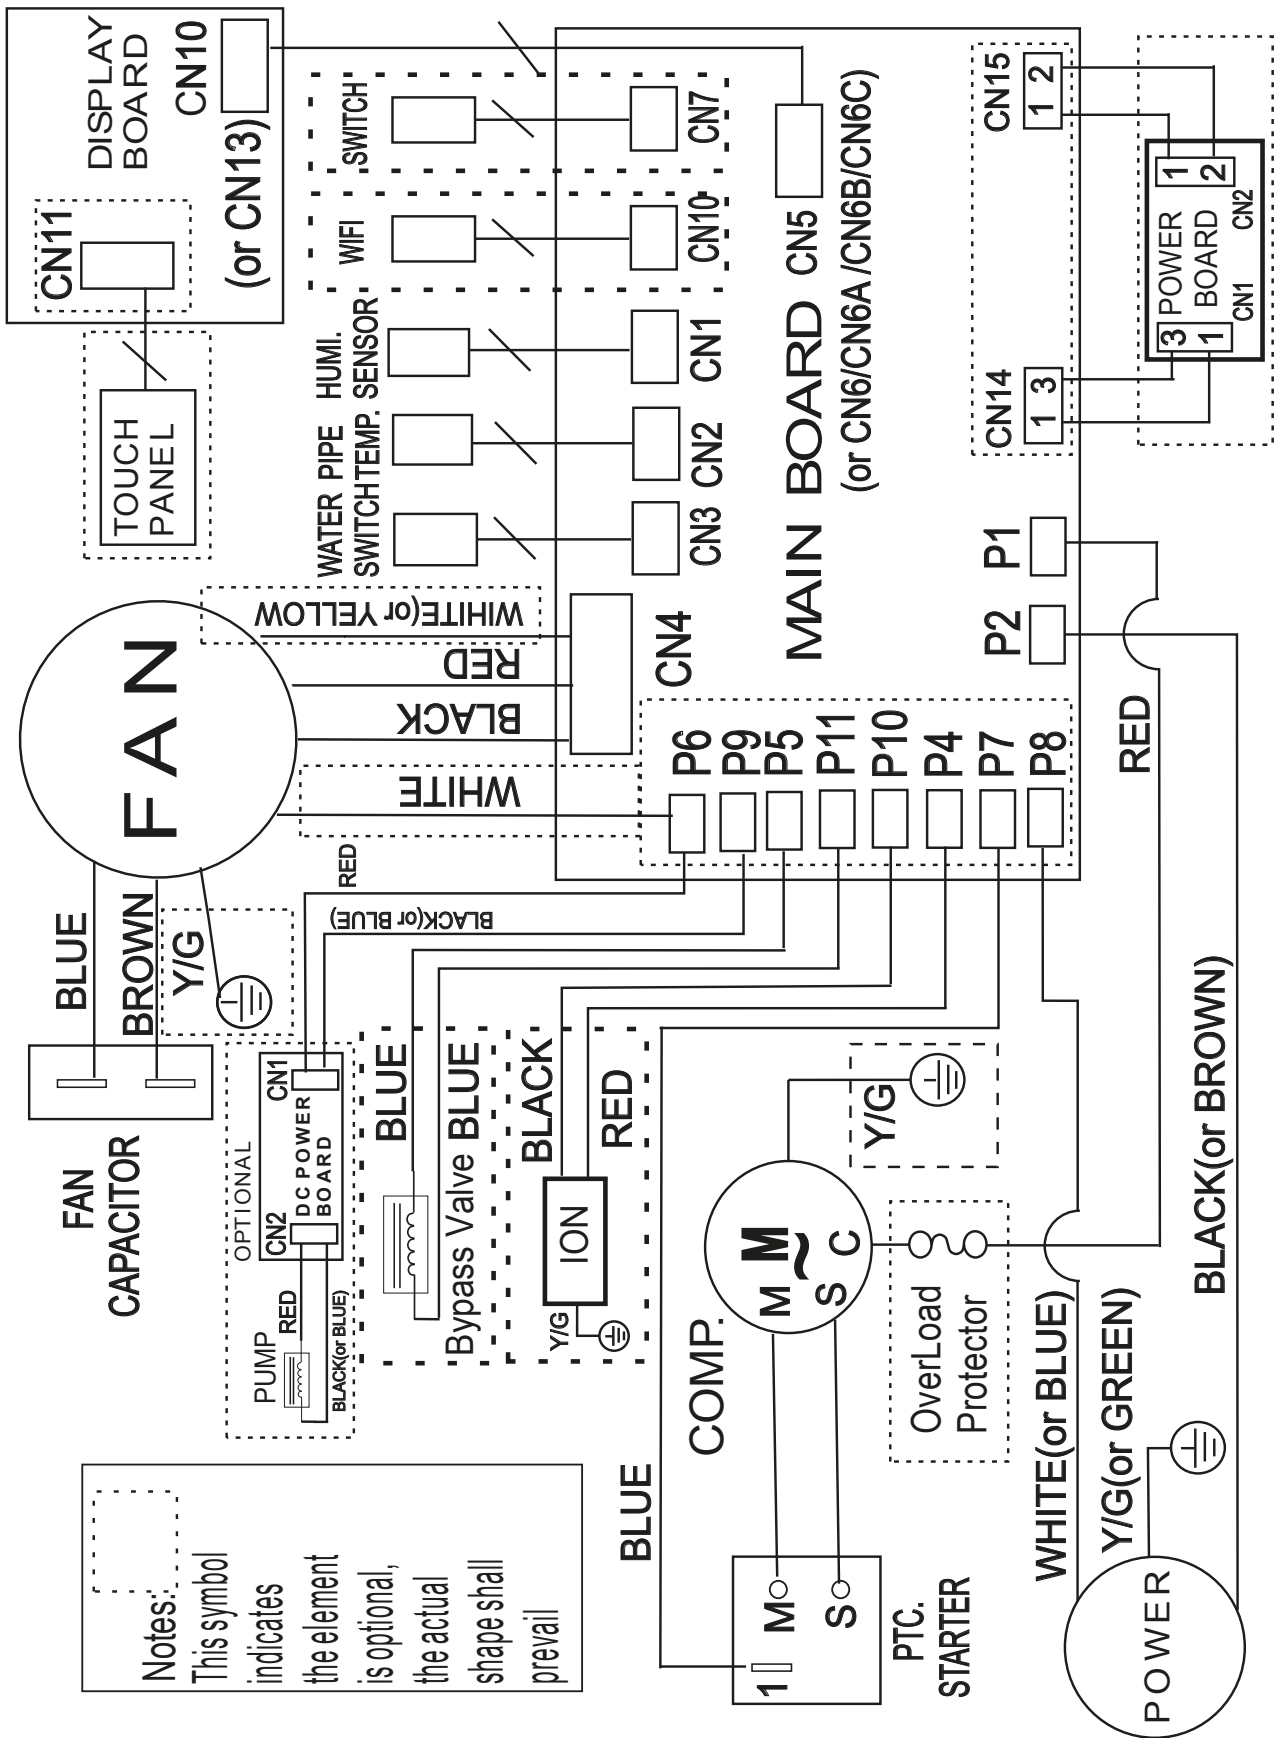 DISPLAY
BOARD
CN10
(or CN13)
CN11
TOUCH
PANEL
SWITCH
CN7
WIFI
CN10
HUMI.
SENSOR
CN1
PIPE
TEMP.
CN2
WATER
SWITCH
CN3
MAIN BOARD CN5
(or CN6/CN6A /CN6B/CN6C)
CN15
1 2
CN14
1 3
1
2
CN2
POWER
BOARD
CN1
3
1
P1
P2
RED
BLACK(or BROWN)
FAN
WIHITE(or YELLOW
RED
BLACK
WHITE
CN4
P6
P9
P5
P11
P10
P4
P7
P8
BLUE
BROWN
Y/G
FAN
CAPACITOR
RED
BLACK(or BLUE)
OPTIONAL
CN1
DC POWER
BOARD
CN2
PUMP
RED
BLACK(or BLUE)
BLUE
BLUE
Bypass Valve
BLACK
RED
ION
Y/G
Y/G
COMP.
M
M
~
S
C
OverLoad
Protector
BLUE
M
S
1
PTC.
STARTER
WHITE(or BLUE)
Y/G(or GREEN)
POWER
Notes:
This symbol
indicates
the element
is optional,
the actual
shape shall
prevail